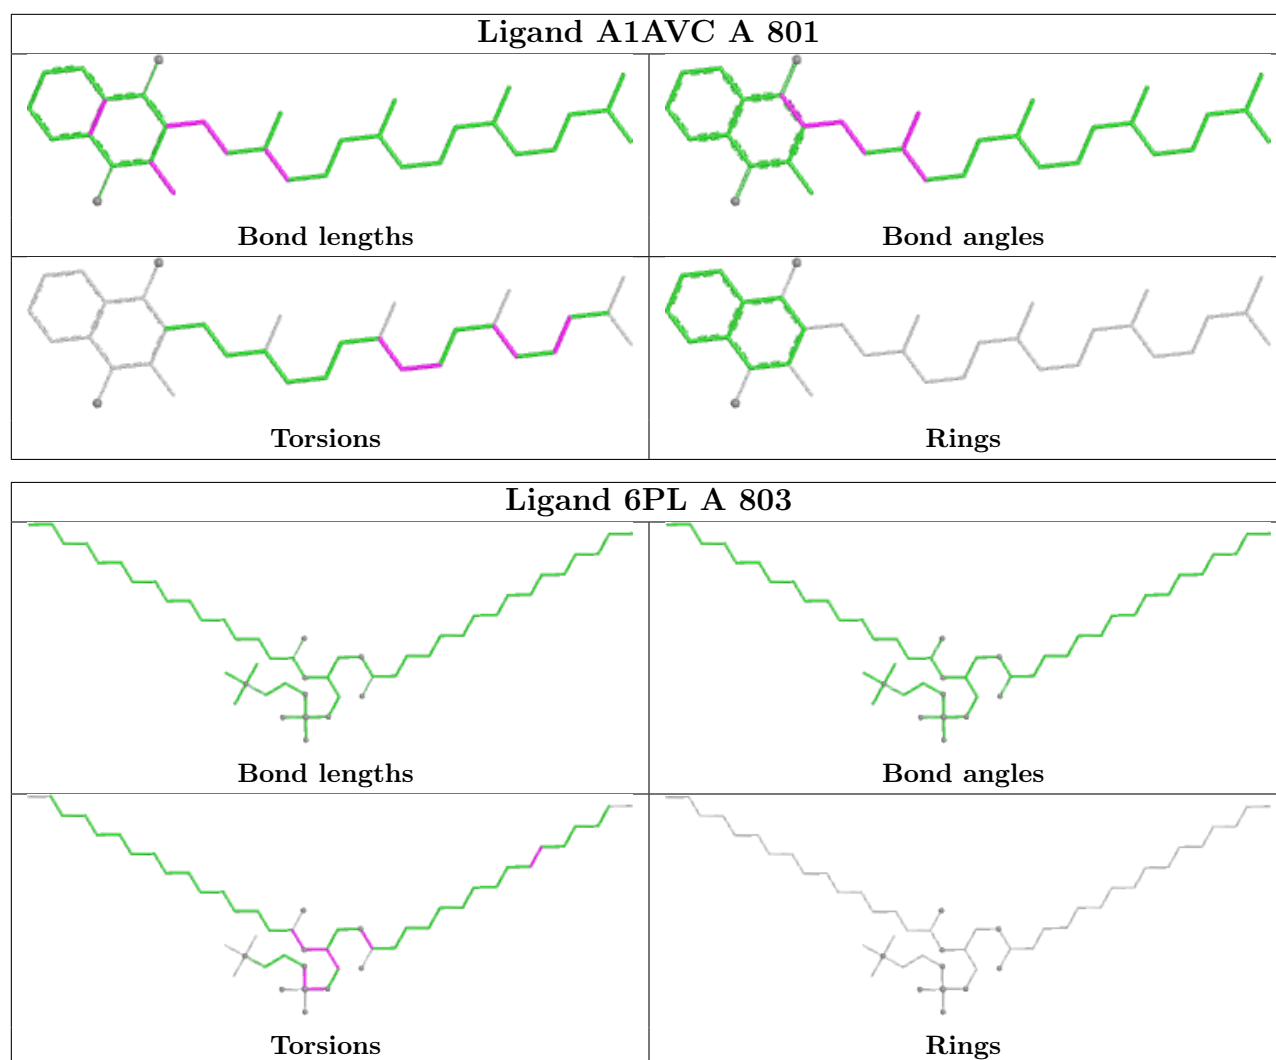 Ligand A1AVC A 801
Bond lengths
Bond angles
Torsions
Rings
Ligand 6PL A 803
Bond lengths
Bond angles
Torsions
Rings